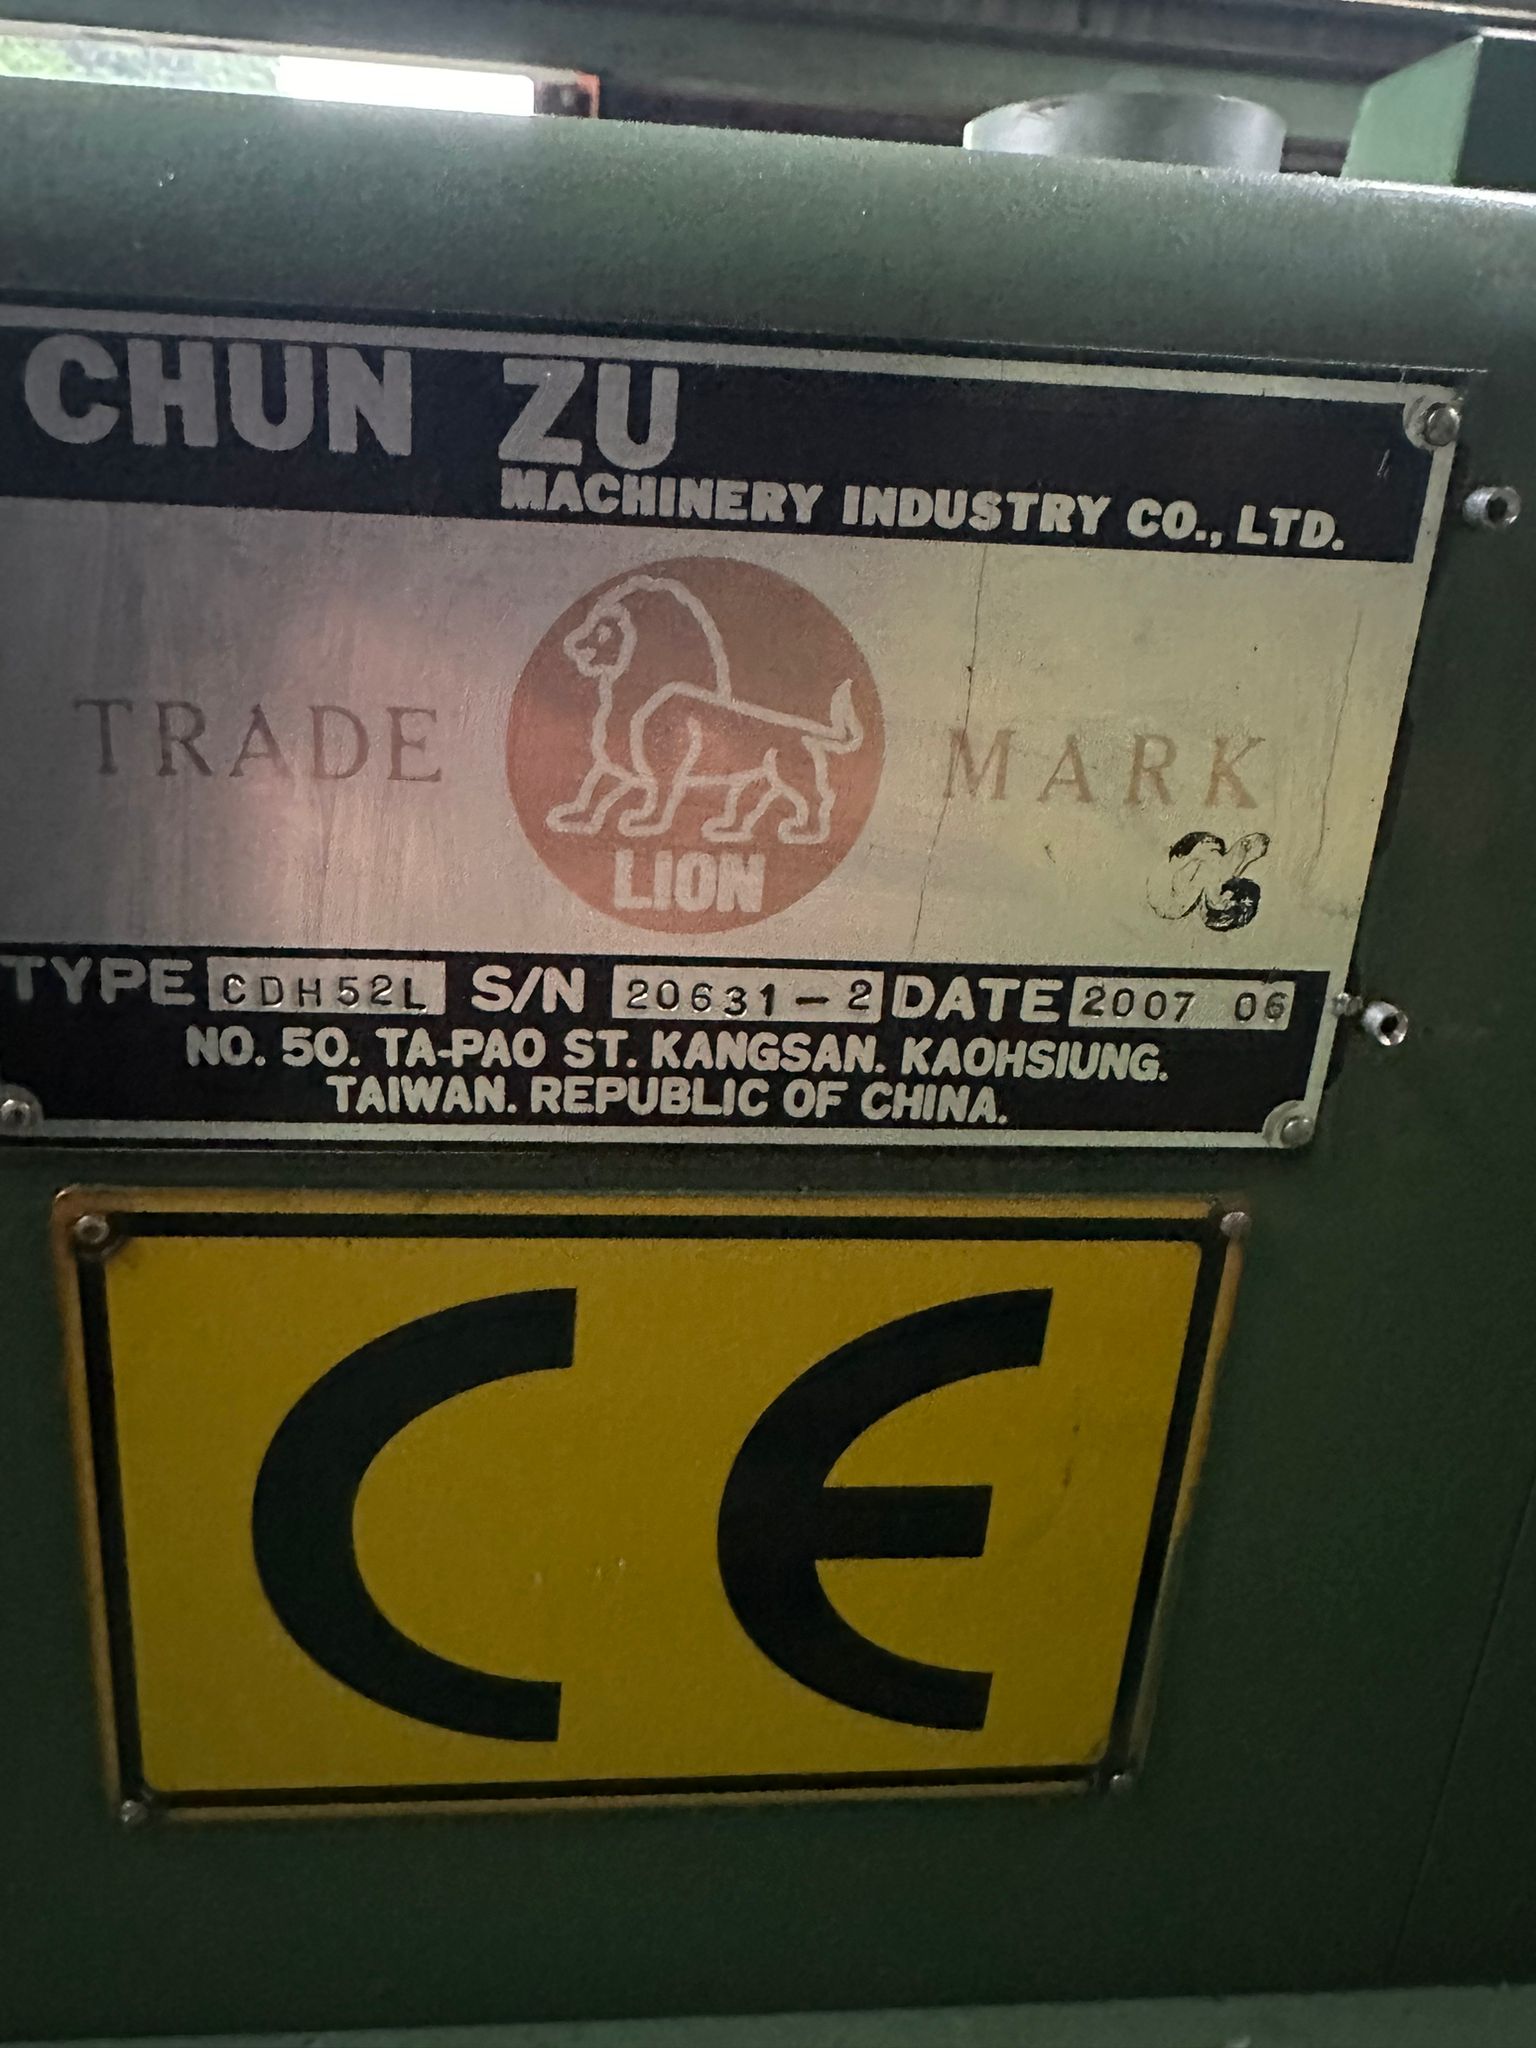 CHUN ZU
MACHINERY INDUSTRY CO., LTD.
TRADE MARK
LION
06
TYPE CDH52L S/N 20631-2 DATE 2007 06
NO. 50. TA-PAO ST. KANGSAN. KAOHSIUNG.
TAIWAN. REPUBLIC OF CHINA.
CE